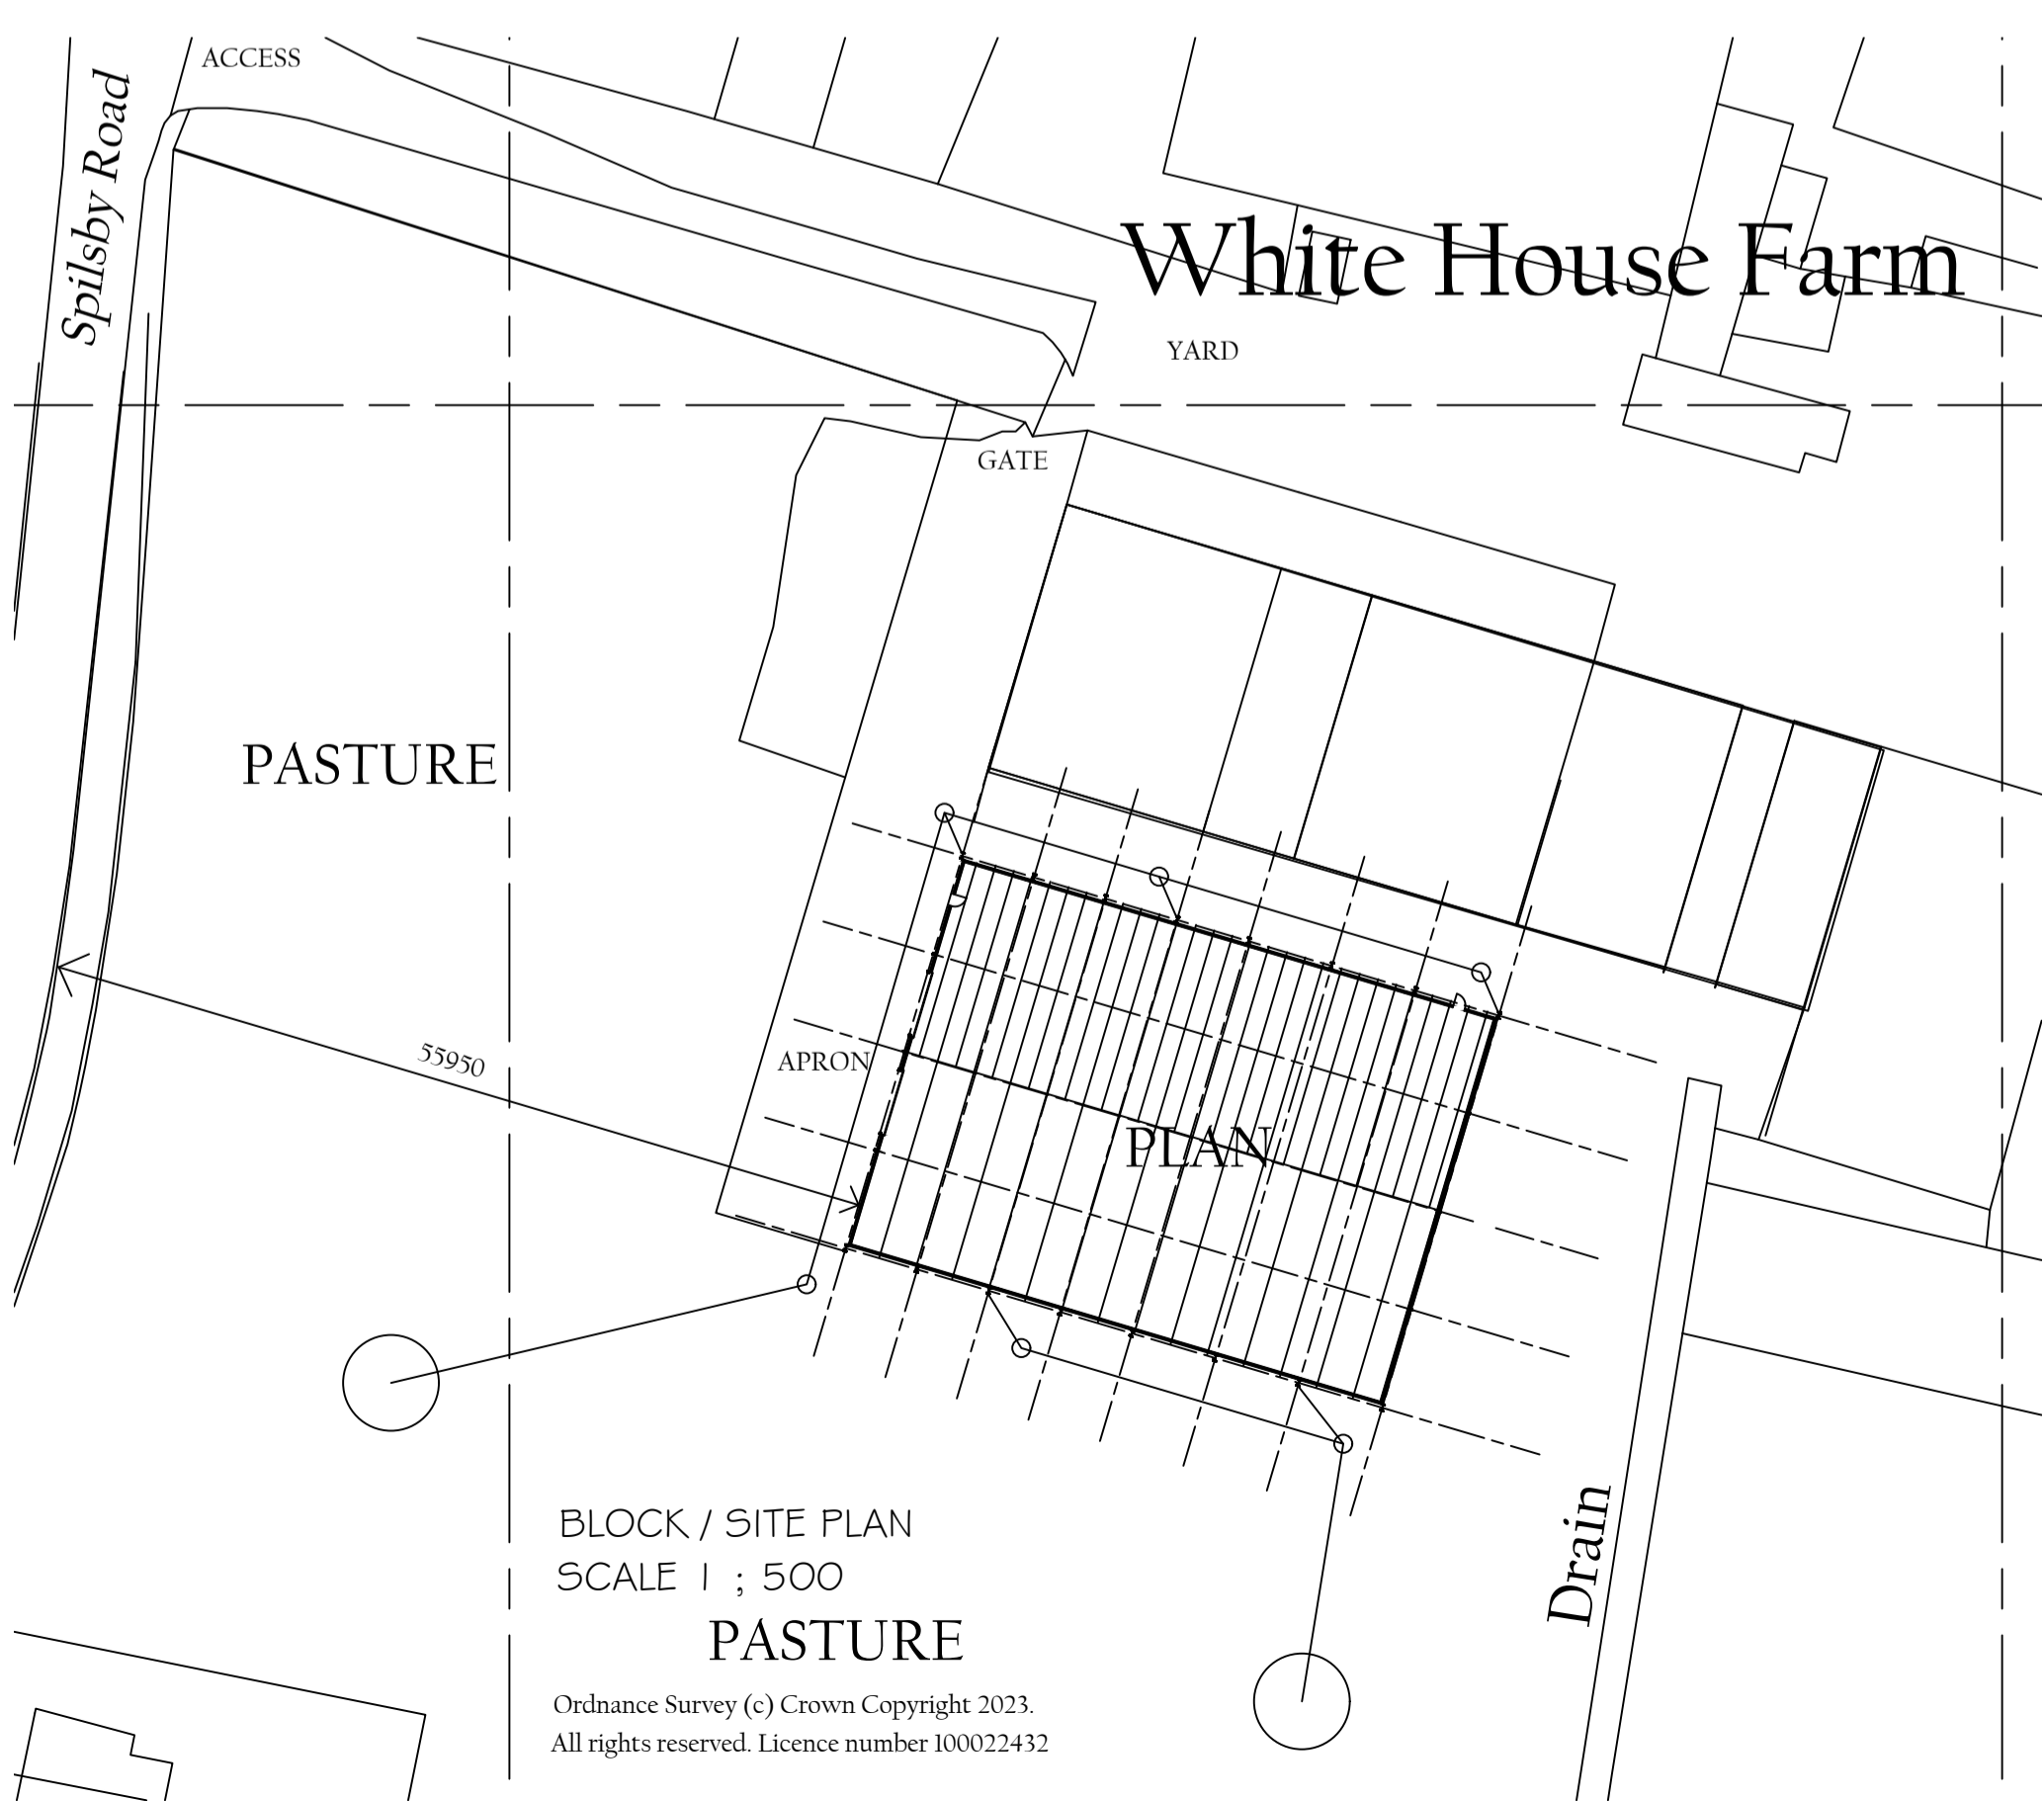 ACCESS
Spilsby Road
White House Farm
YARD
GATE
PASTURE
55950
APRON
PLAN
BLOCK / SITE PLAN
SCALE 1 ; 500
PASTURE
Drain
Ordnance Survey (c) Crown Copyright 2023.
All rights reserved. Licence number 100022432